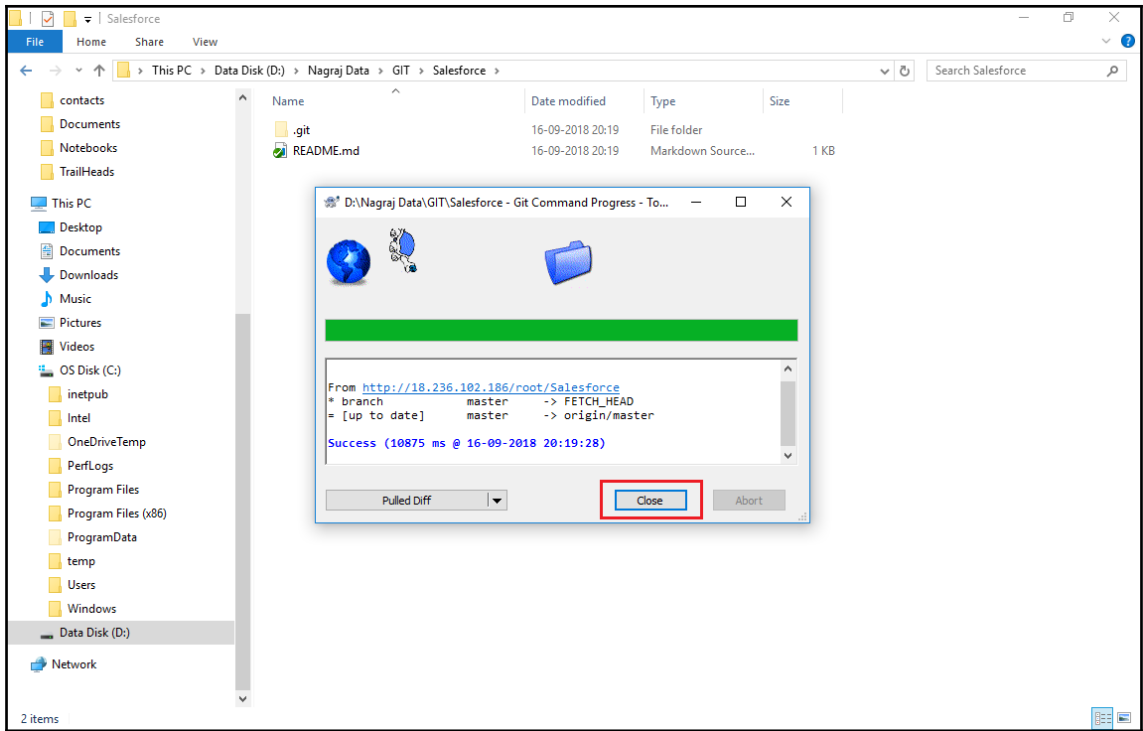 Salesforce
File Home Share View
This PC > Data Disk (D:) > Nagraj Data > GIT > Salesforce >
Search Salesforce
contacts
Documents
Notebooks
TrailHeads
This PC
Desktop
Documents
Downloads
Music
Pictures
Videos
OS Disk (C:)
inetpub
Intel
OneDriveTemp
PerfLogs
Program Files
Program Files (x86)
ProgramData
temp
Users
Windows
Data Disk (D:)
Network
Name Date modified Type Size
.git 16-09-2018 20:19 File folder
README.md 16-09-2018 20:19 Markdown Source... 1 KB
D:\Nagraj Data\GIT\Salesforce - Git Command Progress - To...
From http://18.236.102.186/root/Salesforce
* branch master -> FETCH_HEAD
= [up to date] master -> origin/master
Success (10875 ms @ 16-09-2018 20:19:28)
Pulled Diff Close Abort
2 items